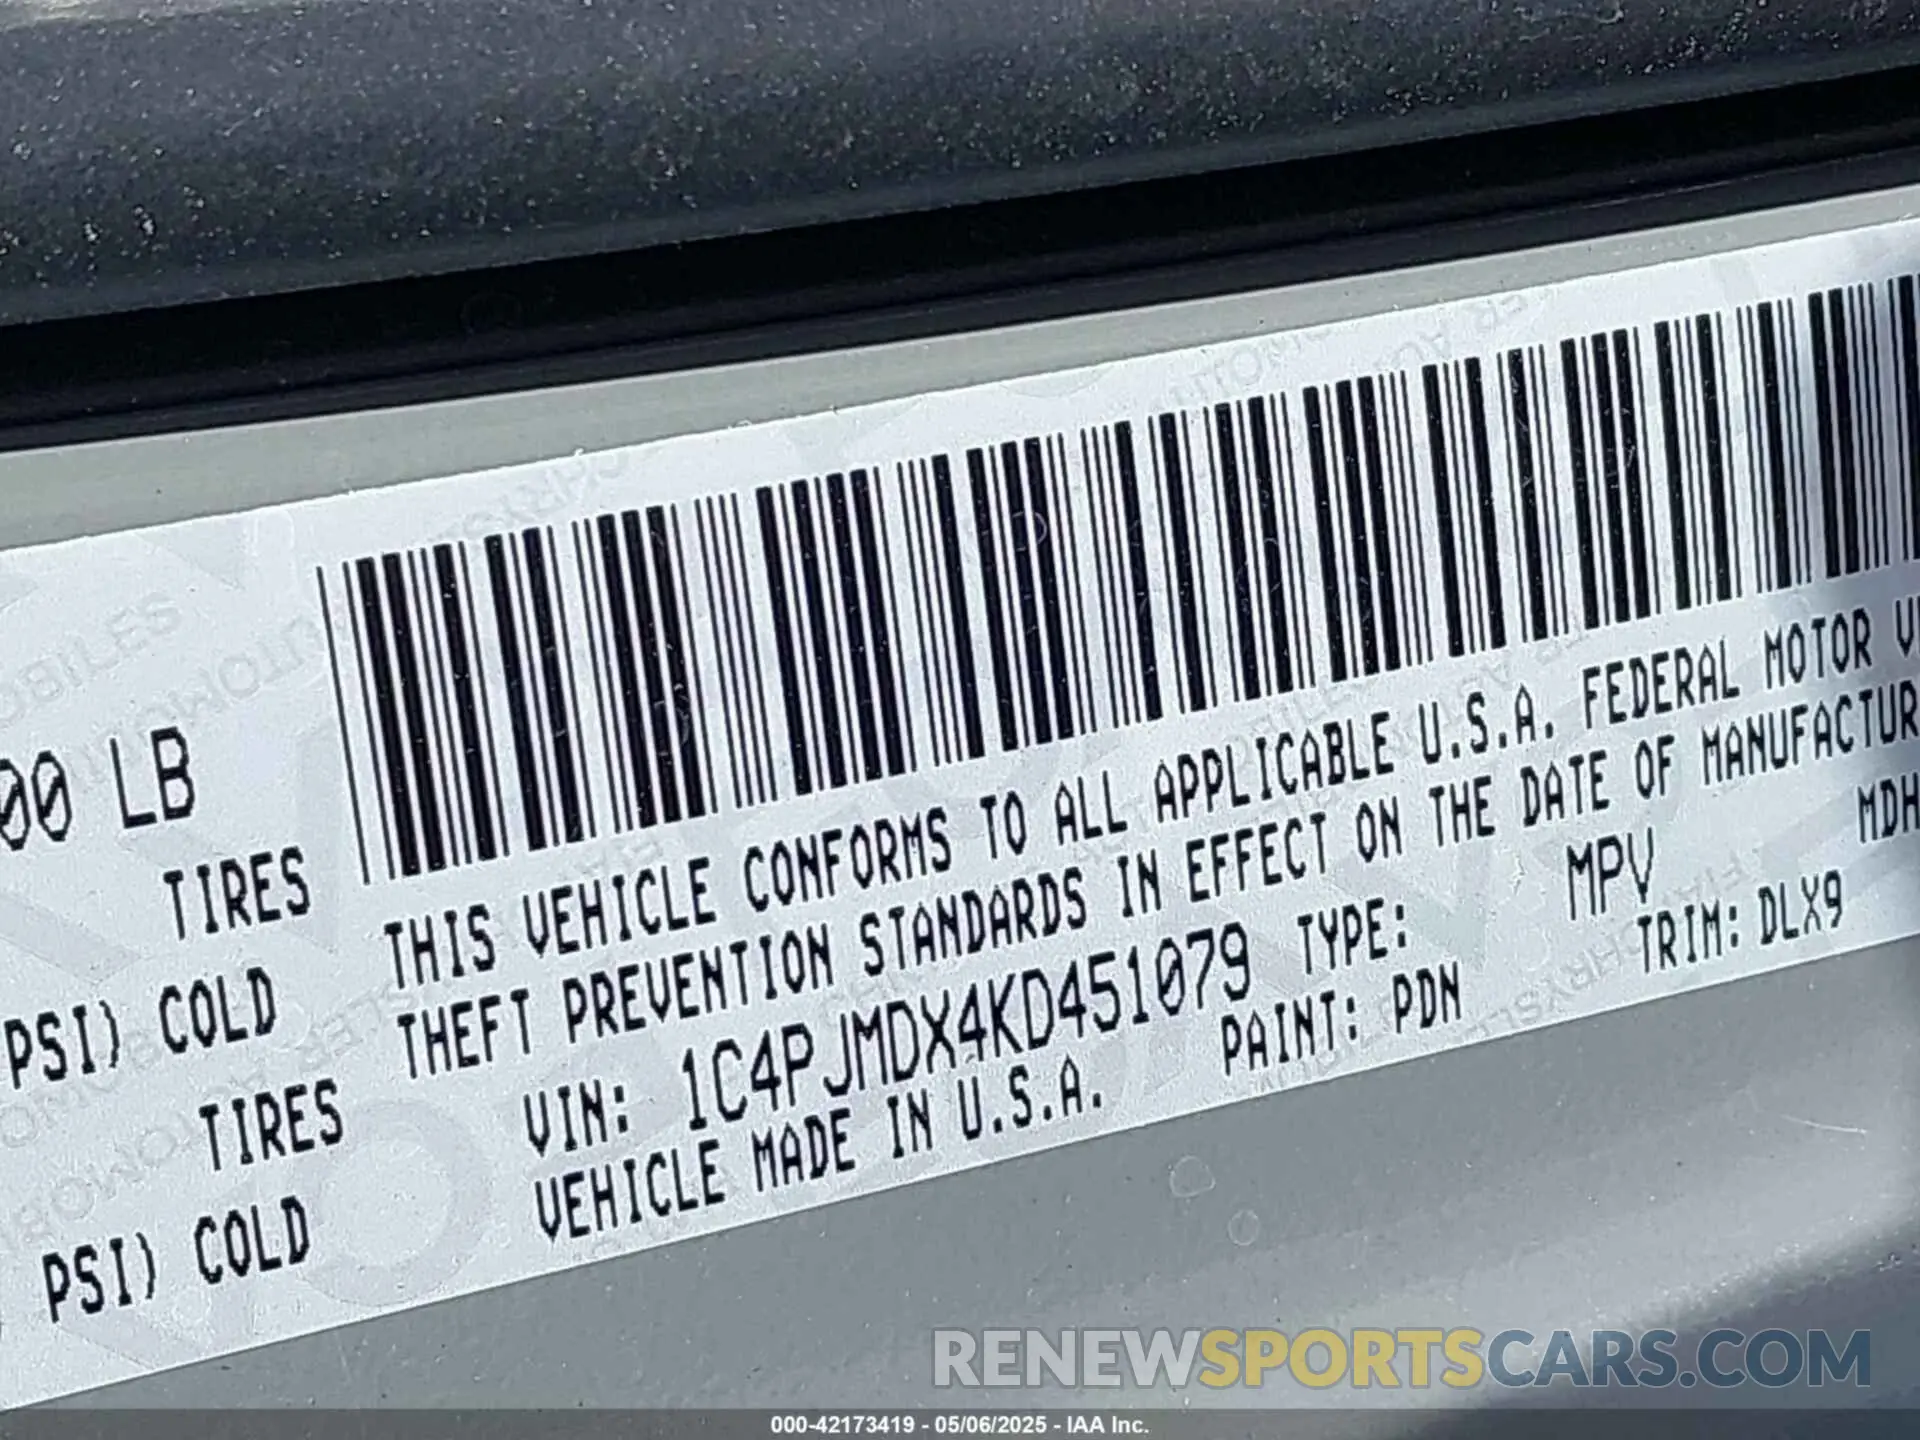 00 LB
TIRES
PSI) COLD
TIRES
PSI) COLD
THIS VEHICLE CONFORMS TO ALL APPLICABLE U.S.A. FEDERAL MOTOR
THEFT PREVENTION STANDARDS IN EFFECT ON THE DATE OF MANUFACTUR
VIN: 1C4PJMDX4KD451079 TYPE: MPV MDH
VEHICLE MADE IN U.S.A. PAINT: PDN TRIM: DLX9
RENEWSPORTSCARS.COM
000-42173419 - 05/06/2025 - IAA Inc.